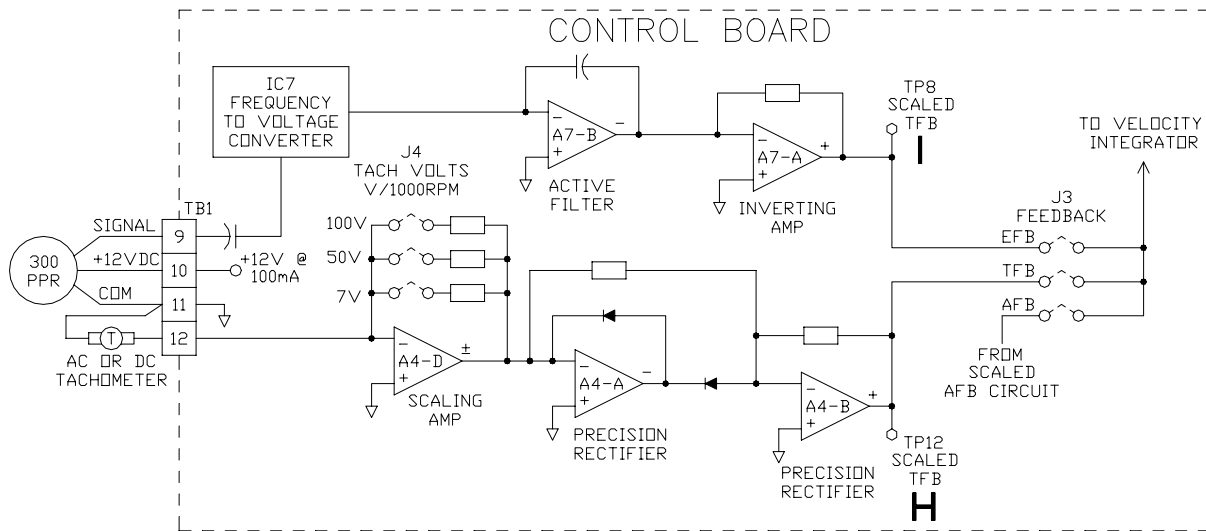 CONTROL BOARD
IC7
FREQUENCY
TO VOLTAGE
CONVERTER
A7-B
-
+
-
ACTIVE
FILTER
A7-A
-
+
+
INVERTING
AMP
TP8
SCALED
TFB
I
TO VELOCITY
INTEGRATOR
J3
FEEDBACK
EFB
TFB
AFB
FROM
SCALED
AFB CIRCUIT
J4
TACH VOLTS
V/1000RPM
100V
50V
7V
TB1
SIGNAL
9
+12VDC
10
+12V @
100mA
COM
11
12
300
PPR
T
AC OR DC
TACHOMETER
A4-D
-
+
±
SCALING
AMP
A4-A
-
+
-
PRECISION
RECTIFIER
A4-B
-
+
+
PRECISION
RECTIFIER
TP12
SCALED
TFB
H